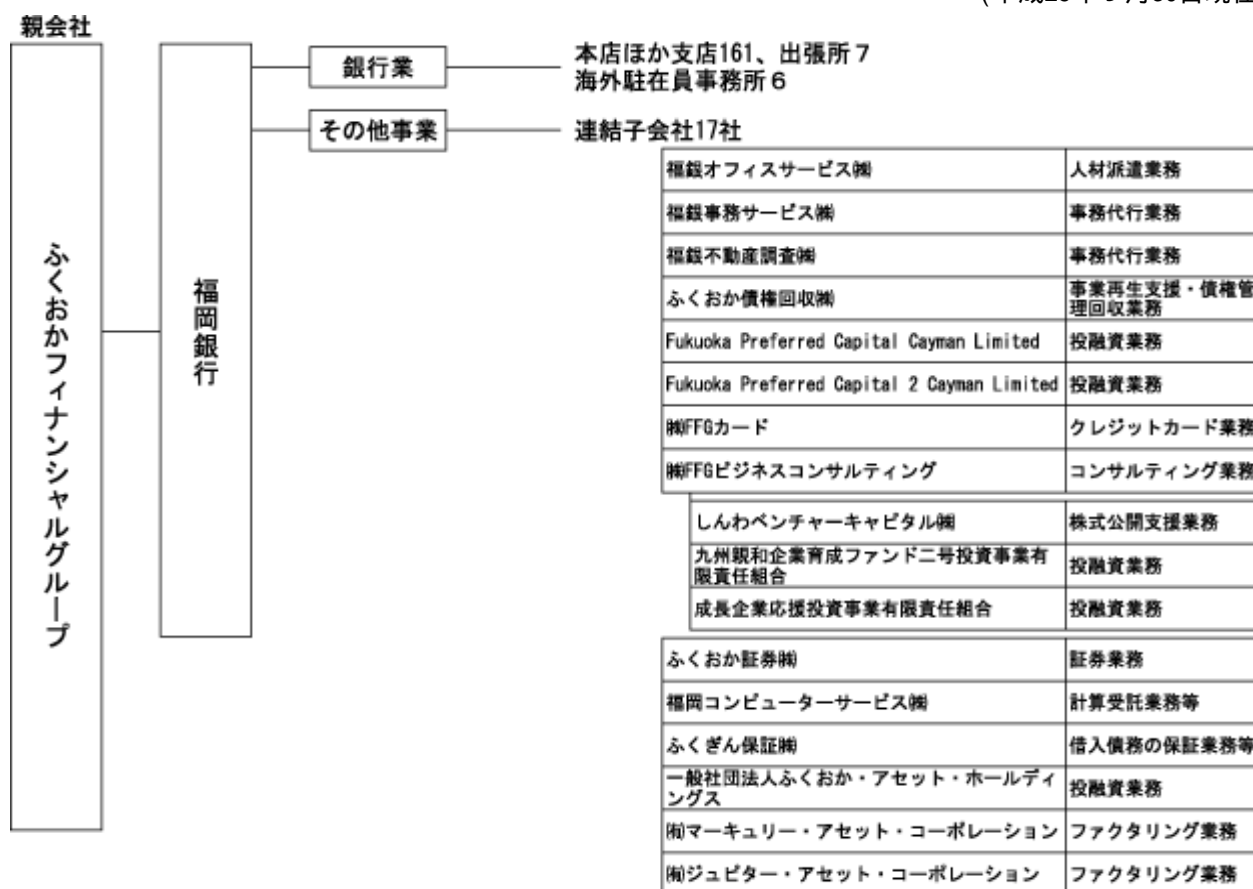 親会社
ふくおかフィナンシャルグループ
福岡銀行
銀行業
本店ほか支店161、出張所７
海外駐在員事務所６
その他事業
連結子会社17社
福銀オフィスサービス㈱
人材派遣業務
福銀事務サービス㈱
事務代行業務
福銀不動産調査㈱
事務代行業務
ふくおか債権回収㈱
事業再生支援・債権管
理回収業務
Fukuoka Preferred Capital Cayman Limited
投融資業務
Fukuoka Preferred Capital 2 Cayman Limited
投融資業務
㈱FFGカード
クレジットカード業務
㈱FFGビジネスコンサルティング
コンサルティング業務
しんわベンチャーキャピタル㈱
株式公開支援業務
九州親和企業育成ファンド二号投資事業有
限責任組合
投融資業務
成長企業応援投資事業有限責任組合
投融資業務
ふくおか証券㈱
証券業務
福岡コンピューターサービス㈱
計算受託業務等
ふくぎん保証㈱
借入債務の保証業務等
一般社団法人ふくおか・アセット・ホールディ
ングス
投融資業務
㈲マーキュリー・アセット・コーポレーション
ファクタリング業務
㈲ジュピター・アセット・コーポレーション
ファクタリング業務